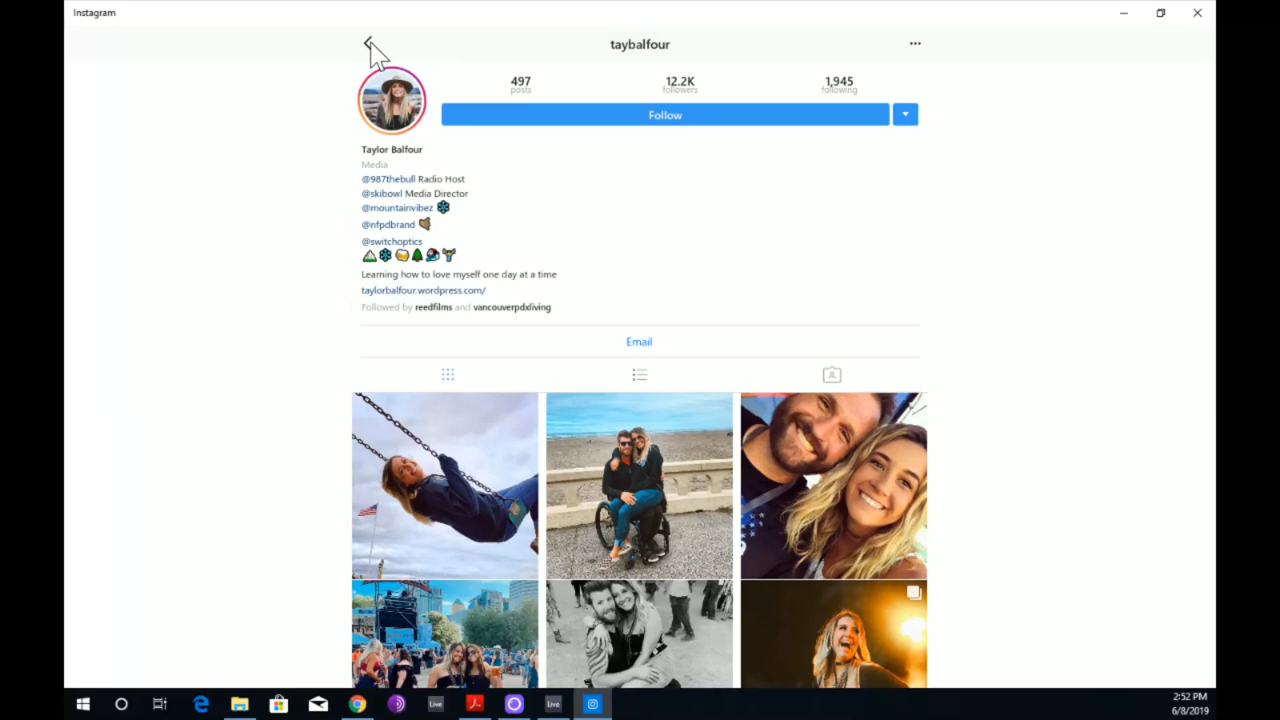 Instagram
taybalfour
497 12.2K 1,945
posts followers following
Follow
Taylor Balfour
Media
@987thebull Radio Host
@skibowl Media Director
@mountainvibez
@nfpdbrand
@switchoptics
Learning how to love myself one day at a time
taylorbalfour.wordpress.com/
Followed by reedfilms and vancouverpdxliving
Email
Live Live
2:52 PM
6/8/2019